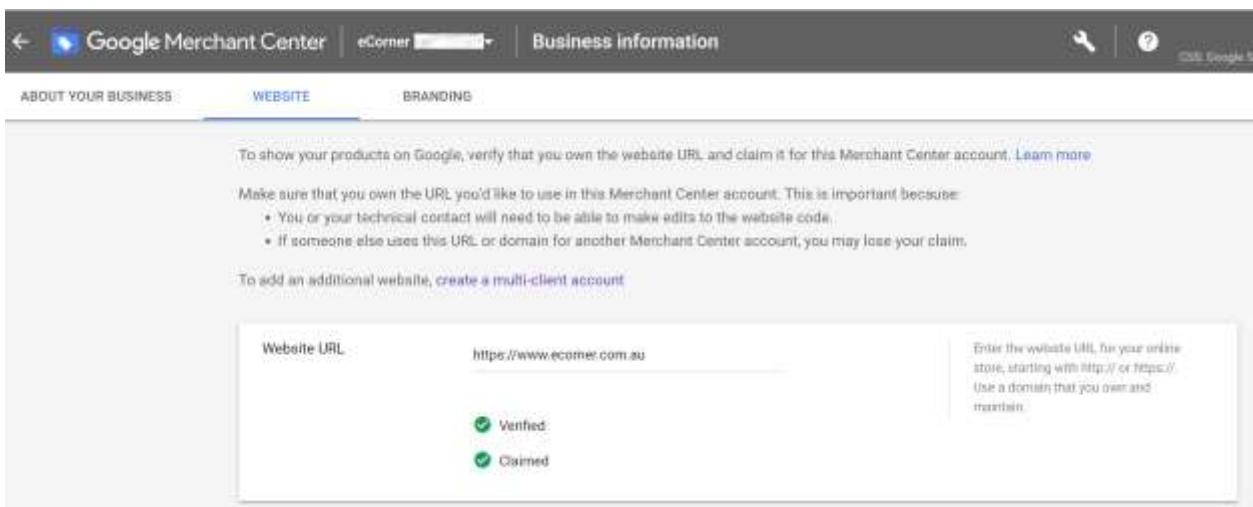 Google Merchant Center
eCorner
Business information
CSS: Google S
ABOUT YOUR BUSINESS
WEBSITE
BRANDING
To show your products on Google, verify that you own the website URL and claim it for this Merchant Center account. Learn more
Make sure that you own the URL you'd like to use in this Merchant Center account. This is important because:
• You or your technical contact will need to be able to make edits to the website code.
• If someone else uses this URL or domain for another Merchant Center account, you may lose your claim.
To add an additional website, create a multi-client account
Website URL
https://www.ecorner.com.au
Enter the website URL for your online
store, starting with http:// or https://.
Use a domain that you own and
maintain.
Verified
Claimed